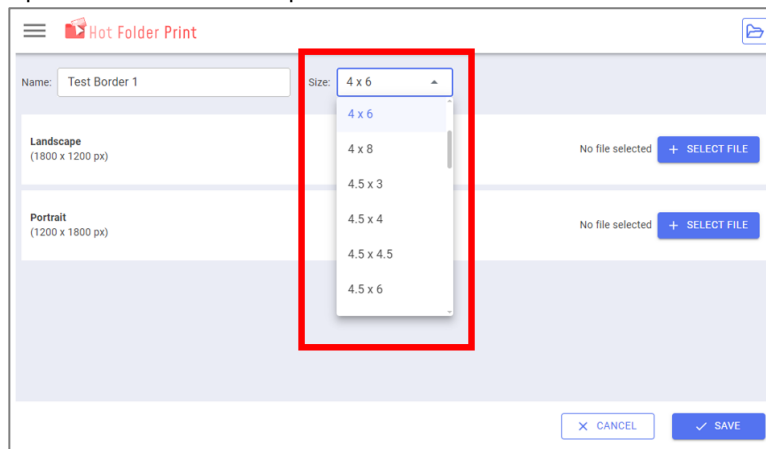 Hot Folder Print
Name: Test Border 1
Size: 4 x 6
4 x 6
4 x 8
4.5 x 3
4.5 x 4
4.5 x 4.5
4.5 x 6
Landscape
(1800 x 1200 px)
No file selected + SELECT FILE
Portrait
(1200 x 1800 px)
No file selected + SELECT FILE
CANCEL
SAVE